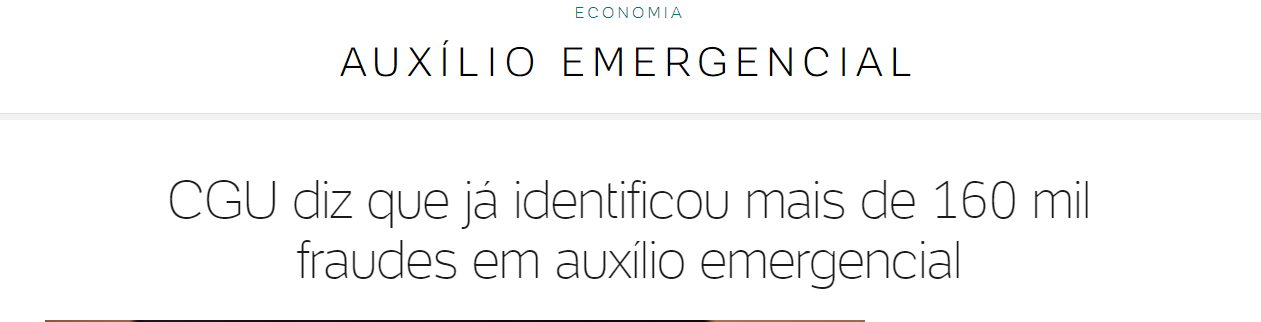 ECONOMIA
AUXÍLIO EMERGENCIAL
CGU diz que já identificou mais de 160 mil
fraudes em auxílio emergencial